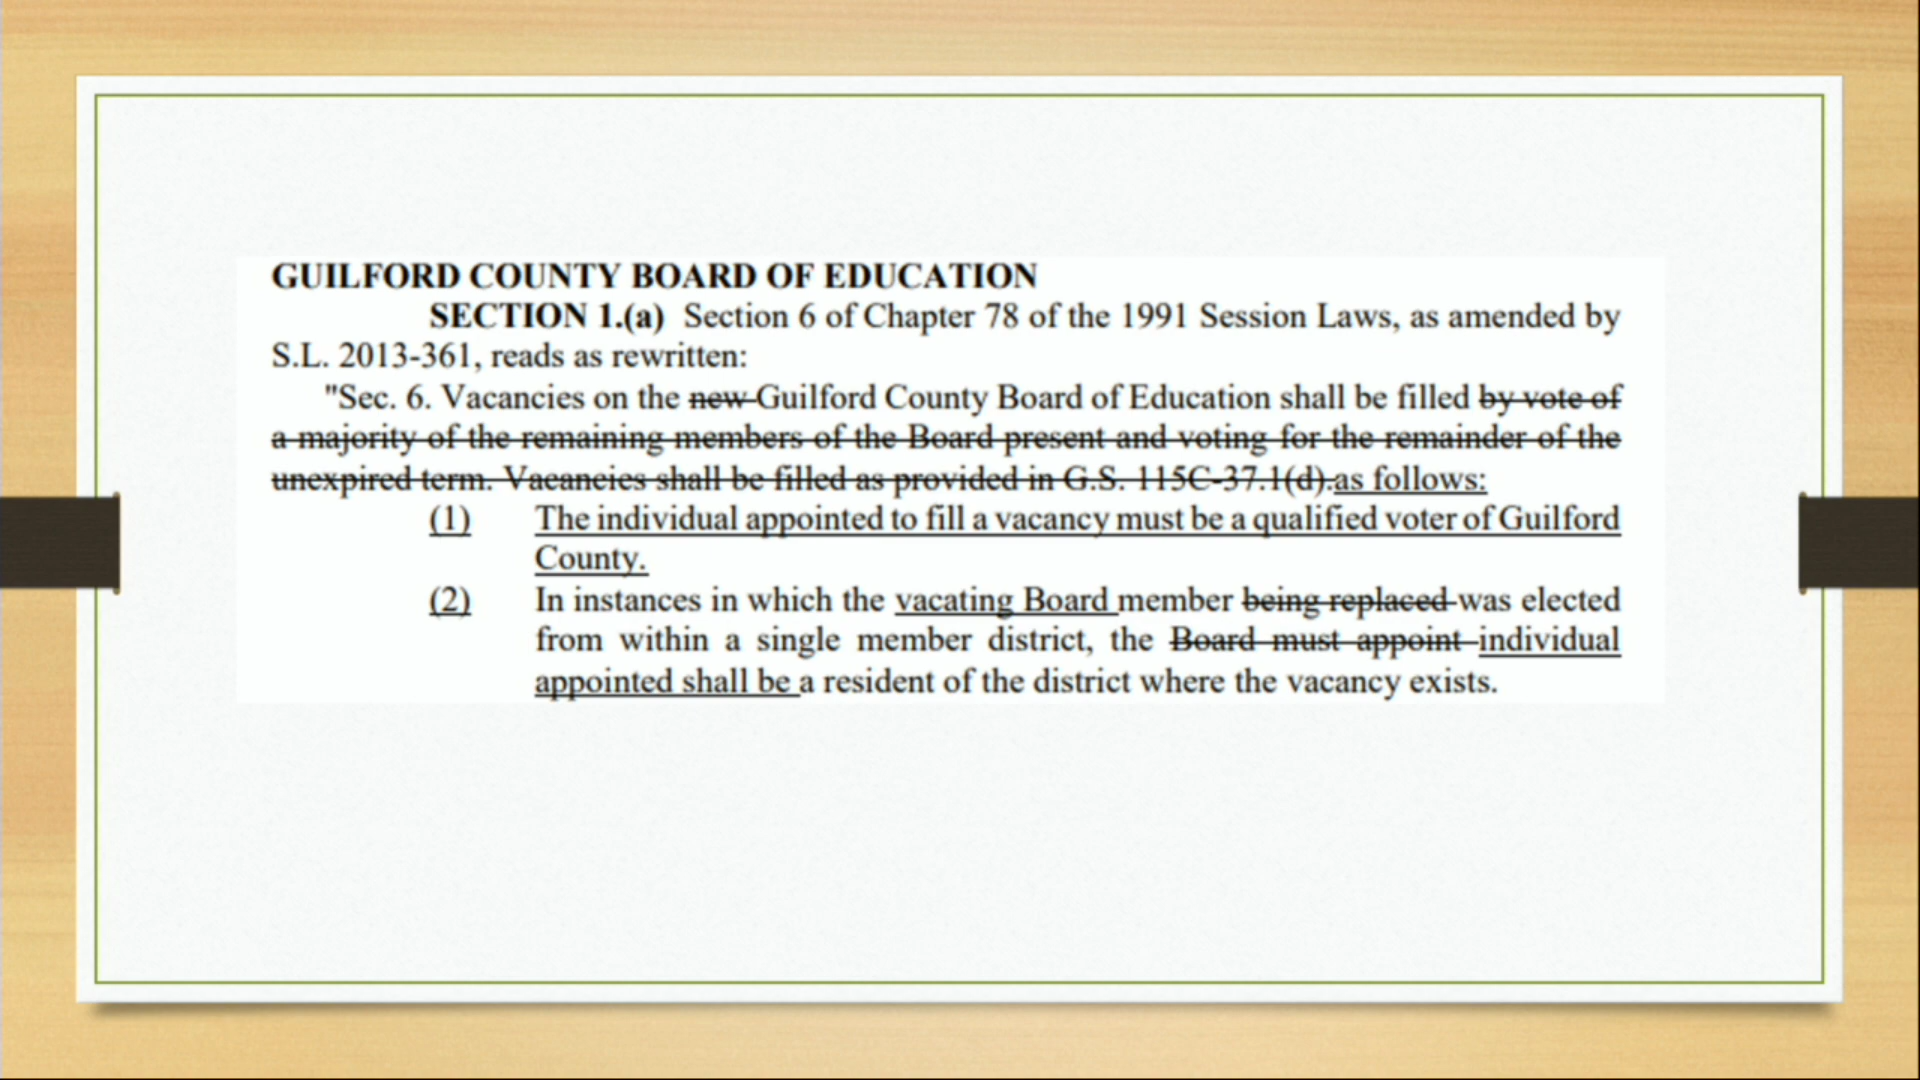 GUILFORD COUNTY BOARD OF EDUCATION
SECTION 1.(a) Section 6 of Chapter 78 of the 1991 Session Laws, as amended by
S.L. 2013-361, reads as rewritten:
"Sec. 6. Vacancies on the new Guilford County Board of Education shall be filled by vote of
a majority of the remaining members of the Board present and voting for the remainder of the
unexpired term. Vacancies shall be filled as provided in G.S. 115C-37.1(d).as follows:
(1) The individual appointed to fill a vacancy must be a qualified voter of Guilford
County.
(2) In instances in which the vacating Board member being replaced was elected
from within a single member district, the Board must appoint individual
appointed shall be a resident of the district where the vacancy exists.